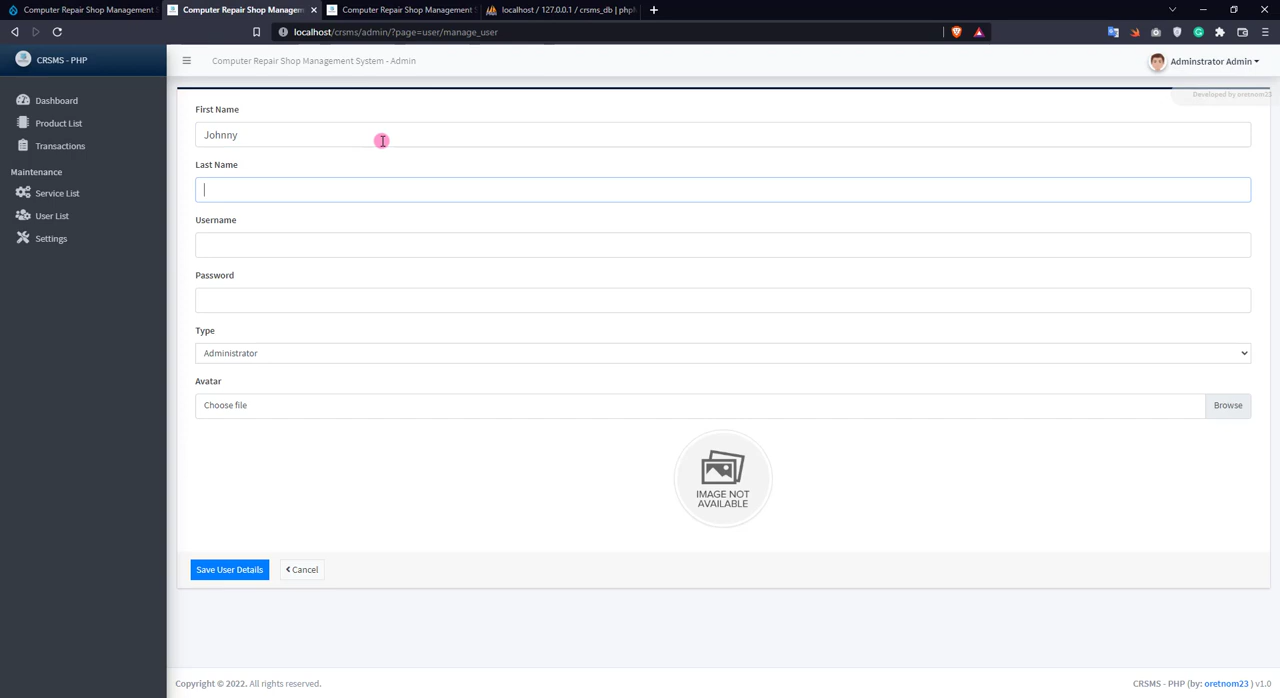 Computer Repair Shop Management S
Computer Repair Shop Managem
Computer Repair Shop Management S
localhost / 127.0.0.1 / crsms_db | phpM
localhost/crsms/admin/?page=user/manage_user
CRSMS - PHP
Computer Repair Shop Management System - Admin
Adminstrator Admin
Developed by oretnom23
Dashboard
Product List
Transactions
Maintenance
Service List
User List
Settings
First Name
Johnny
Last Name
Username
Password
Type
Administrator
Avatar
Choose file
Browse
IMAGE NOT
AVAILABLE
Save User Details
Cancel
Copyright © 2022. All rights reserved.
CRSMS - PHP (by: oretnom23 ) v1.0